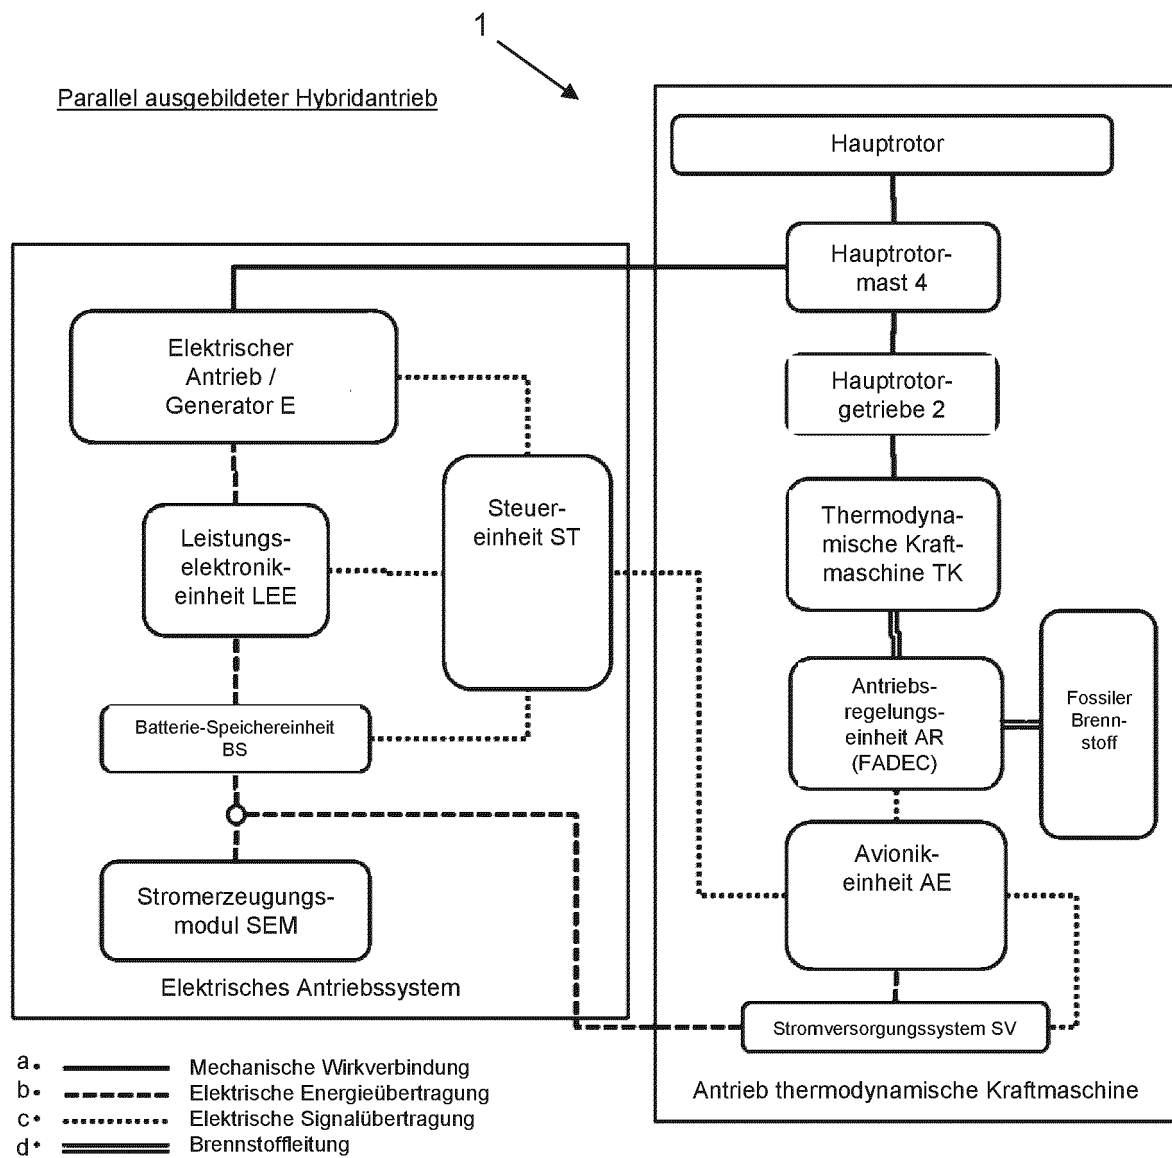 1
Parallel ausgebildeter Hybridantrieb
Hauptrotor
Hauptrotor-
mast 4
Elektrischer
Antrieb /
Generator E
Hauptrotor-
getriebe 2
Steuer-
einheit ST
Leistungs-
elektronik-
einheit LEE
Thermodyna-
mische Kraft-
maschine TK
Batterie-Speichereinheit
BS
Antriebs-
regelungs-
einheit AR
(FADEC)
Fossiler
Brenn-
stoff
Avionik-
einheit AE
Stromerzeugungs-
modul SEM
Elektrisches Antriebssystem
Stromversorgungssystem SV
Antrieb thermodynamische Kraftmaschine
a. Mechanische Wirkverbindung
b. Elektrische Energieübertragung
c. Elektrische Signalübertragung
d. Brennstoffleitung